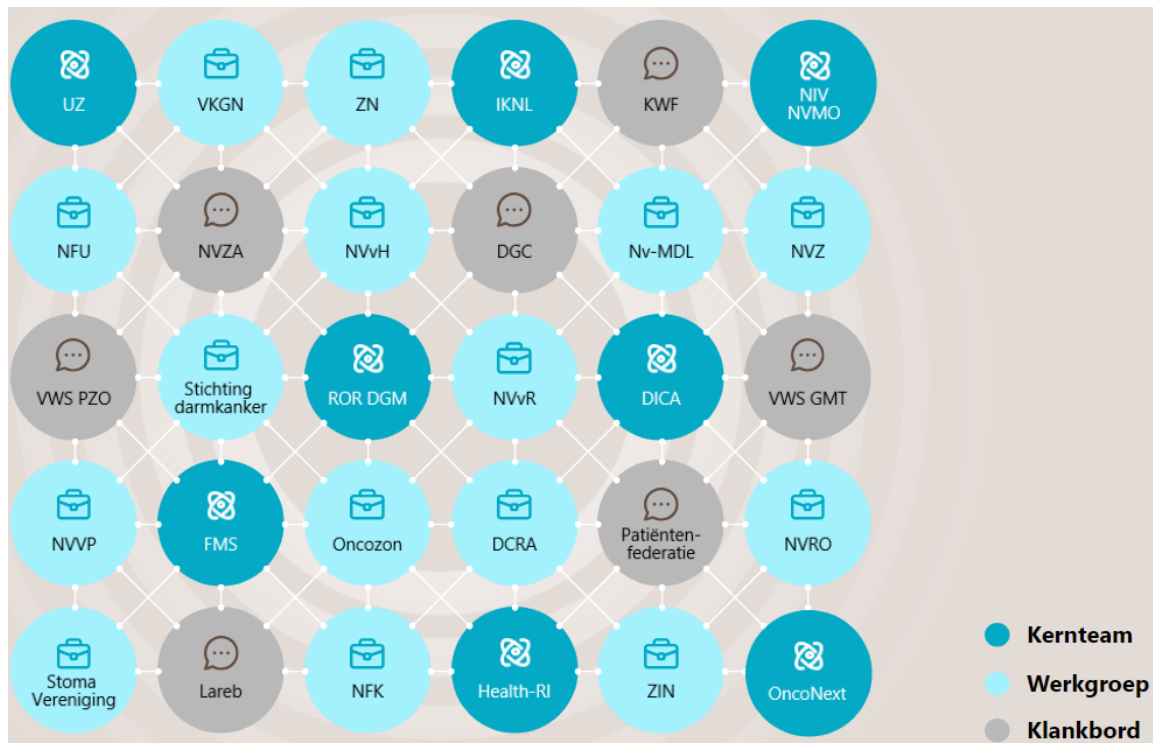 UZ
VKGN
ZN
IKNL
KWF
NIV
NVMO
NFU
NVZA
NVvH
DGC
Nv-MDL
NVZ
VWS PZO
Stichting
darmkanker
ROR DGM
NVvR
DICA
VWS GMT
NVVP
FMS
Oncozon
DCRA
Patiënten-
federatie
NVRO
Stoma
Vereniging
Lareb
NFK
Health-RI
ZIN
OncoNext
Kernteam
Werkgroep
Klankbord